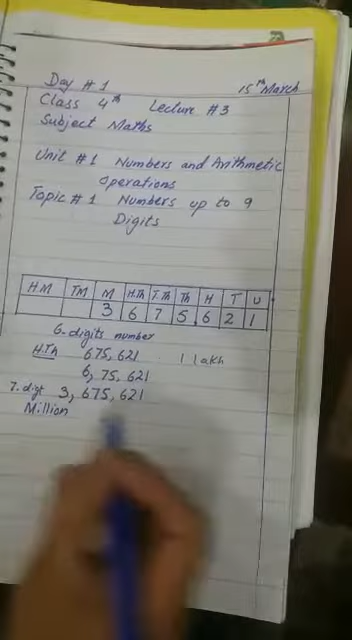 Day # 1 15th March
Class 4th Lecture #3
Subject Maths
Unit #1 Numbers and Arithmetic
Operations
Topic #1 Numbers up to 9
Digits
H.M TM M H.Th T.Th Th H T U
3 6 7 5 6 2 1
6. digits number
H.Th 675,621 1 lakh
6, 75, 621
7. digit 3, 675, 621
Million